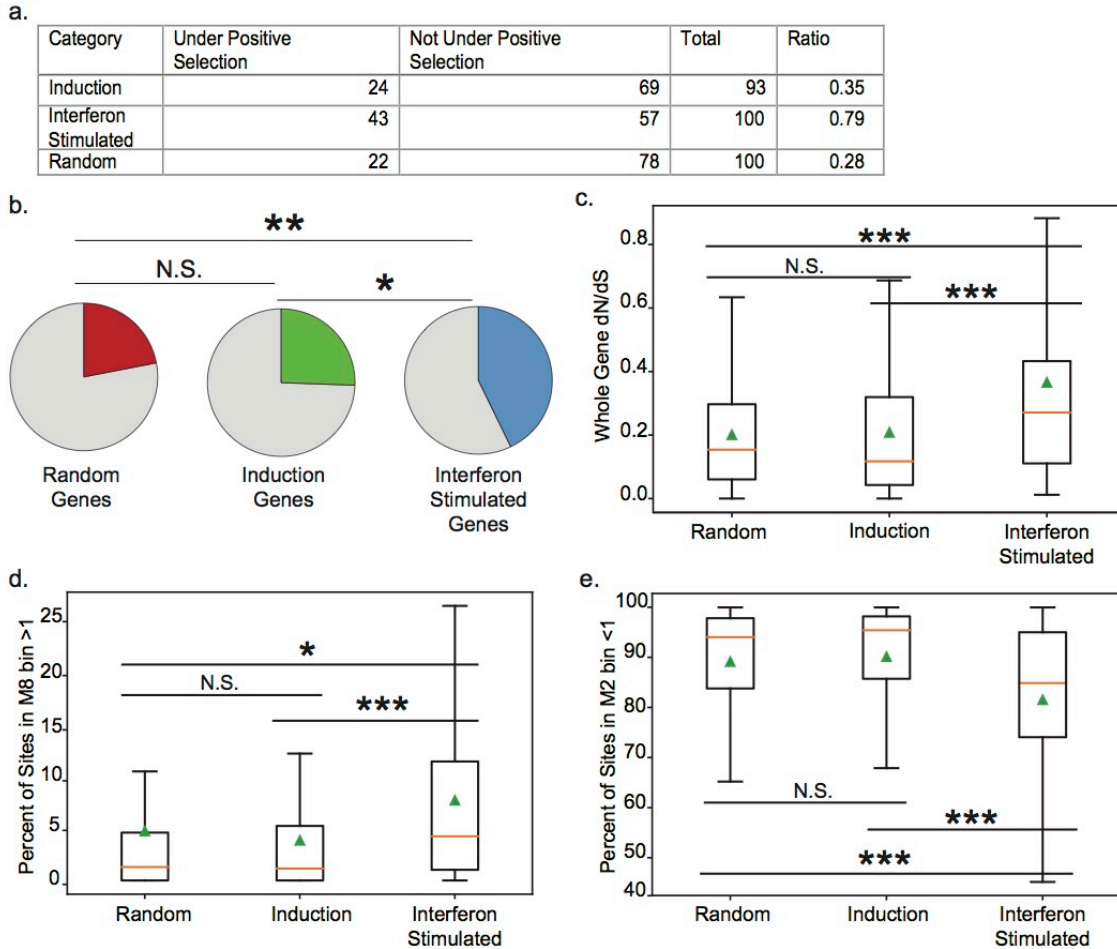 a.
Category Under Positive Selection Not Under Positive Selection Total Ratio
Induction 24 69 93 0.35
Interferon Stimulated 43 57 100 0.79
Random 22 78 100 0.28
b.
**
N.S.
*
Random
Genes
Induction
Genes
Interferon
Stimulated
Genes
c.
Whole Gene dN/dS
0.8
0.6
0.4
0.2
0.0
***
N.S.
***
Random
Induction
Interferon
Stimulated
d.
Percent of Sites in M8 bin >1
25
20
15
10
5
0
*
N.S.
***
Random
Induction
Interferon
Stimulated
e.
Percent of Sites in M2 bin <1
100
90
80
70
60
50
40
N.S.
***
***
Random
Induction
Interferon
Stimulated